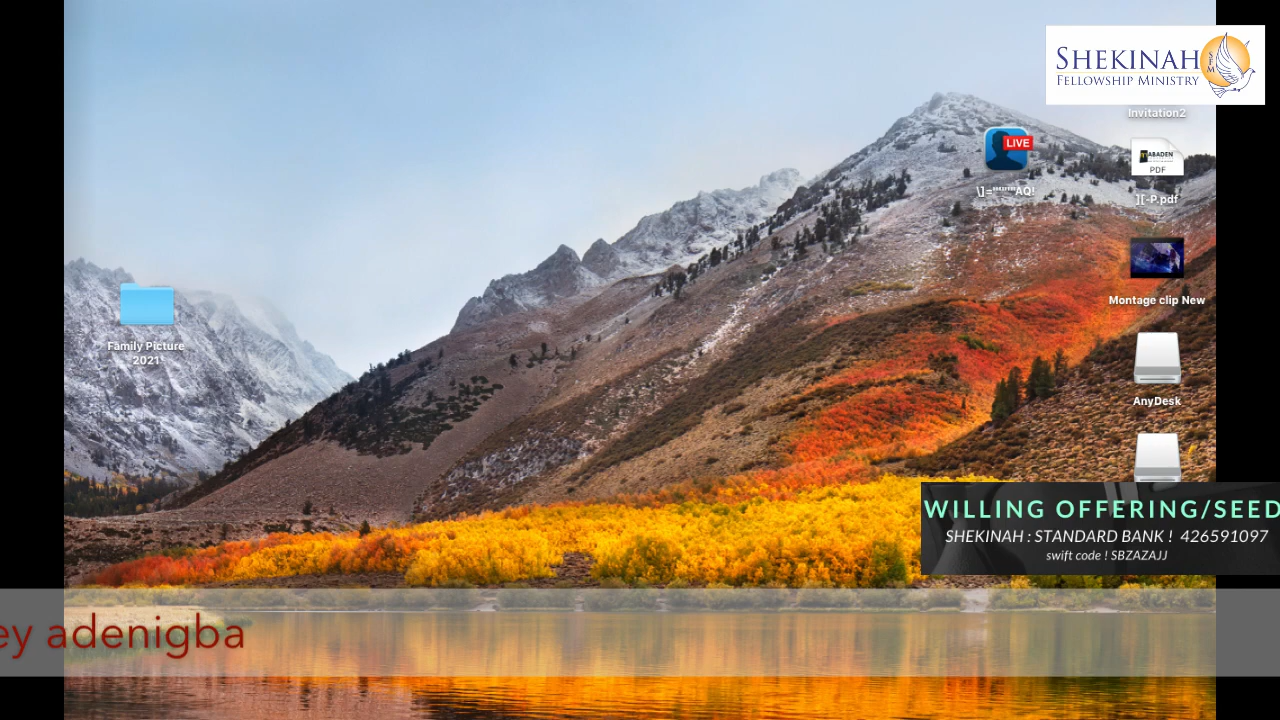 SHEKINAH
FELLOWSHIP MINISTRY
SFM
Invitation2
LIVE
PDF
][-P.pdf
Montage clip New
Family Picture
2021
AnyDesk
WILLING OFFERING/SEED
SHEKINAH : STANDARD BANK ! 426591097
swift code ! SBZAZAJJ
ey adenigba